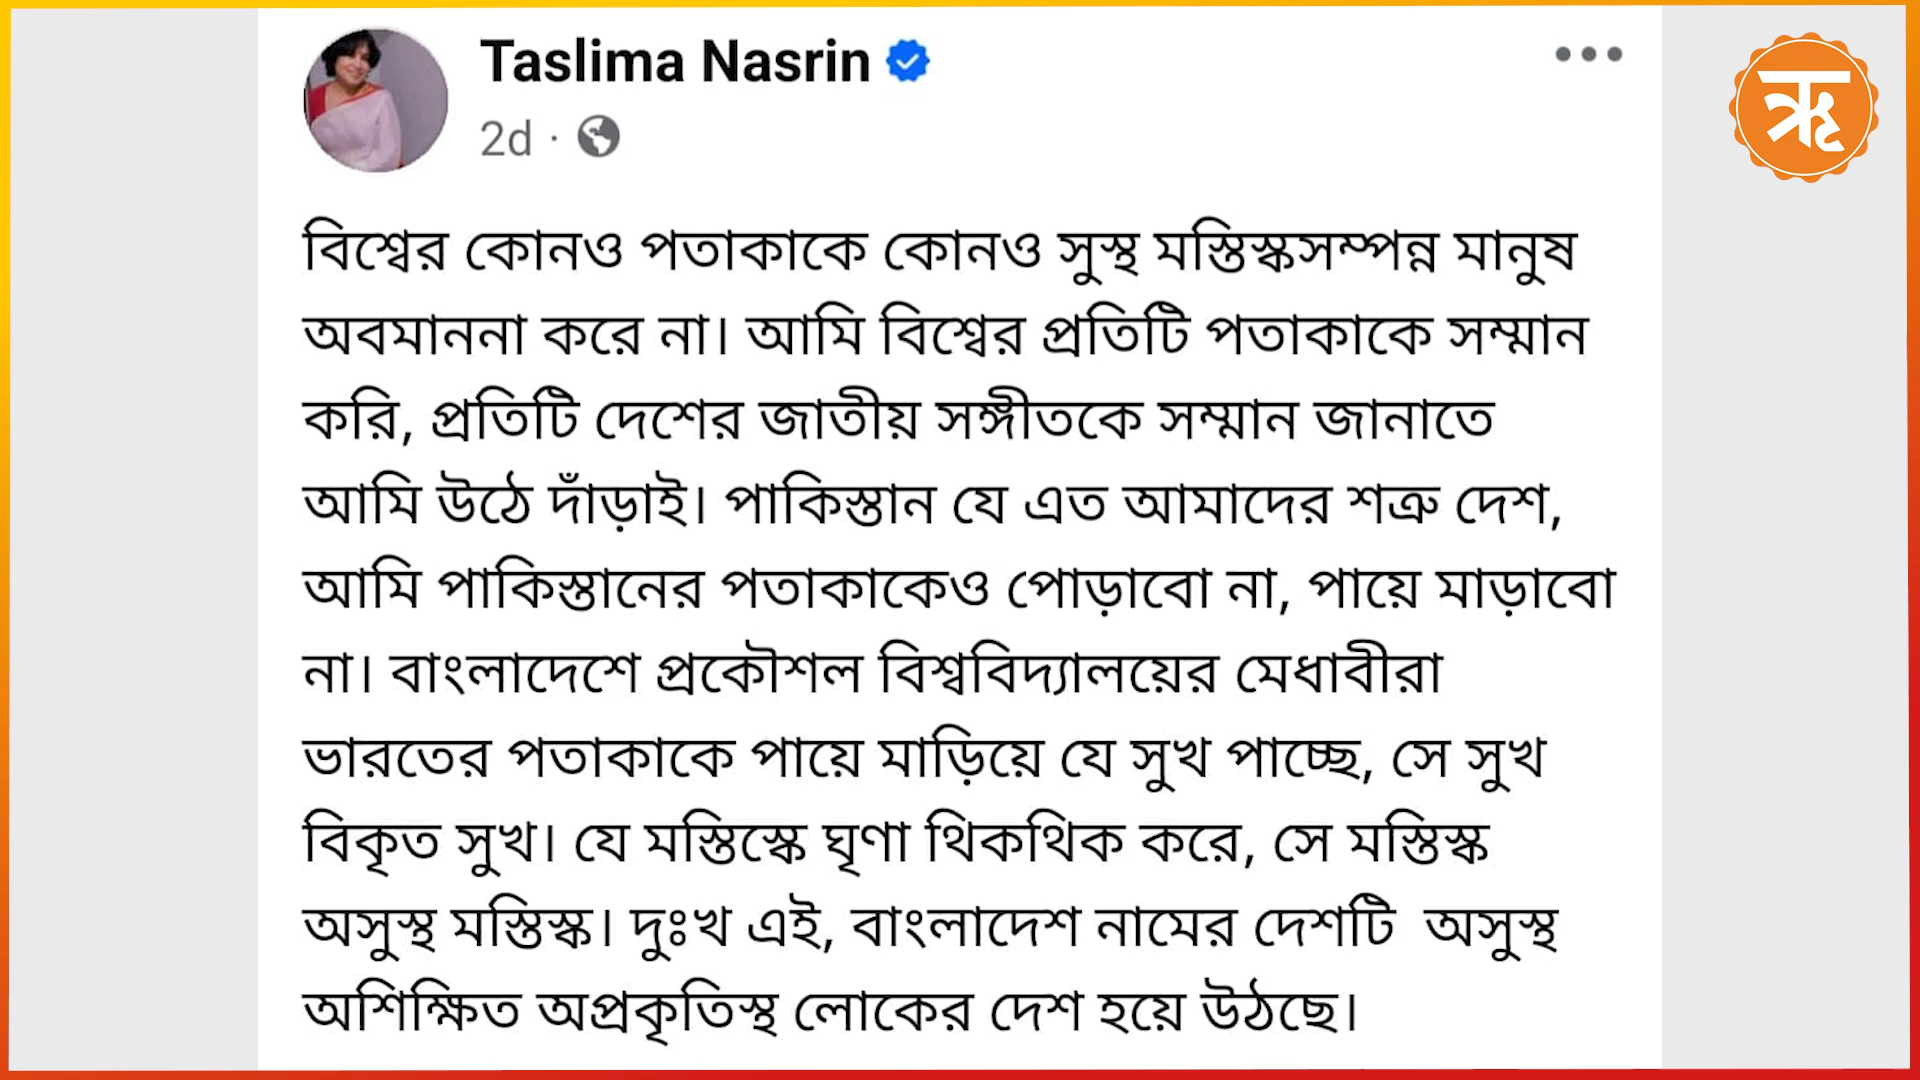 Taslima Nasrin
2d ·
ঋ
বিশ্বের কোনও পতাকাকে কোনও সুস্থ মস্তিস্কসম্পন্ন মানুষ
অবমাননা করে না। আমি বিশ্বের প্রতিটি পতাকাকে সম্মান
করি, প্রতিটি দেশের জাতীয় সঙ্গীতকে সম্মান জানাতে
আমি উঠে দাঁড়াই। পাকিস্তান যে এত আমাদের শত্রু দেশ,
আমি পাকিস্তানের পতাকাকেও পোড়াবো না, পায়ে মাড়াবো
না। বাংলাদেশে প্রকৌশল বিশ্ববিদ্যালয়ের মেধাবীরা
ভারতের পতাকাকে পায়ে মাড়িয়ে যে সুখ পাচ্ছে, সে সুখ
বিকৃত সুখ। যে মস্তিস্কে ঘৃণা থিকথিক করে, সে মস্তিস্ক
অসুস্থ মস্তিস্ক। দুঃখ এই, বাংলাদেশ নামের দেশটি  অসুস্থ
অশিক্ষিত অপ্রকৃতিস্থ লোকের দেশ হয়ে উঠছে।